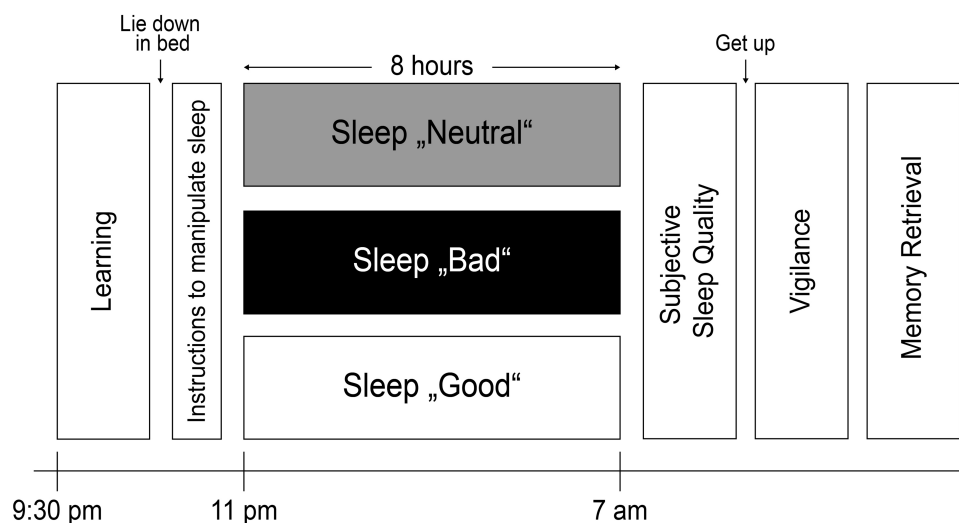 Lie down
in bed
Get up
8 hours
Learning
Instructions to manipulate sleep
Sleep „Neutral“
Sleep „Bad“
Sleep „Good“
Subjective
Sleep Quality
Vigilance
Memory Retrieval
9:30 pm
11 pm
7 am